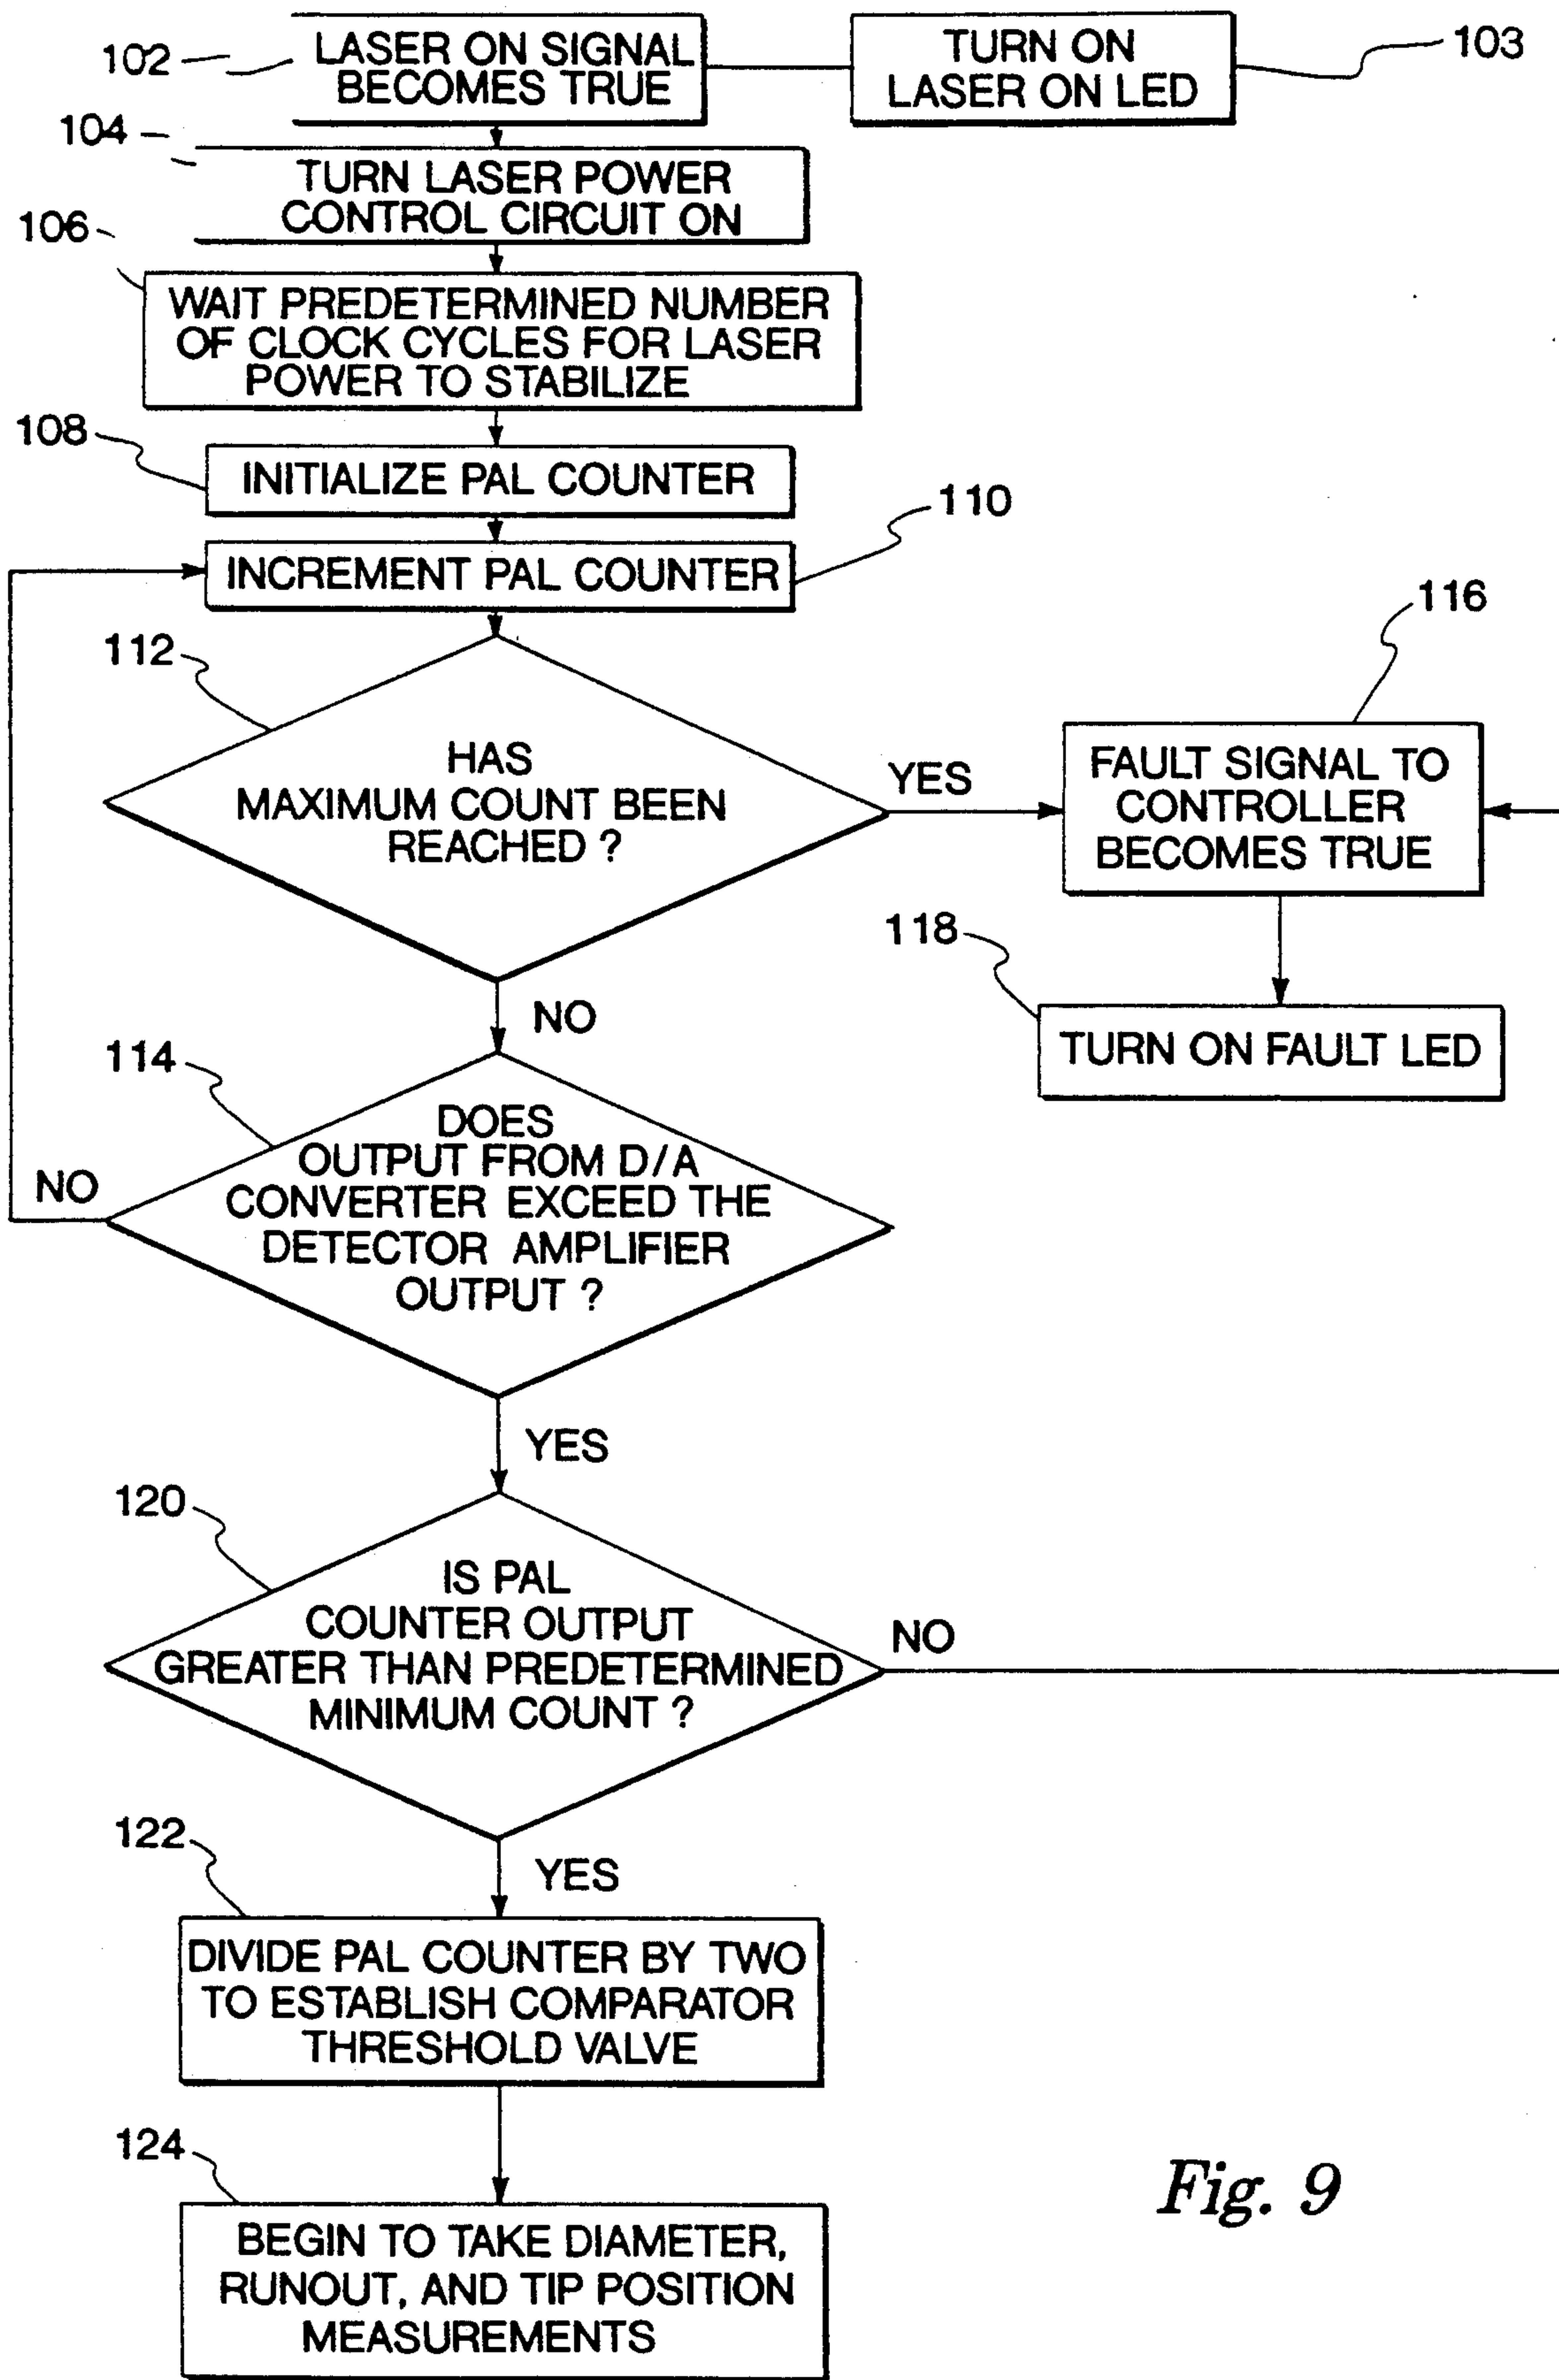 102
LASER ON SIGNAL
BECOMES TRUE
TURN ON
LASER ON LED
103
104
TURN LASER POWER
CONTROL CIRCUIT ON
106
WAIT PREDETERMINED NUMBER
OF CLOCK CYCLES FOR LASER
POWER TO STABILIZE
108
INITIALIZE PAL COUNTER
110
INCREMENT PAL COUNTER
112
HAS
MAXIMUM COUNT BEEN
REACHED ?
YES
116
FAULT SIGNAL TO
CONTROLLER
BECOMES TRUE
118
TURN ON FAULT LED
NO
114
DOES
OUTPUT FROM D/A
CONVERTER EXCEED THE
DETECTOR AMPLIFIER
OUTPUT ?
NO
YES
120
IS PAL
COUNTER OUTPUT
GREATER THAN PREDETERMINED
MINIMUM COUNT ?
NO
YES
122
DIVIDE PAL COUNTER BY TWO
TO ESTABLISH COMPARATOR
THRESHOLD VALVE
124
BEGIN TO TAKE DIAMETER,
RUNOUT, AND TIP POSITION
MEASUREMENTS
Fig. 9